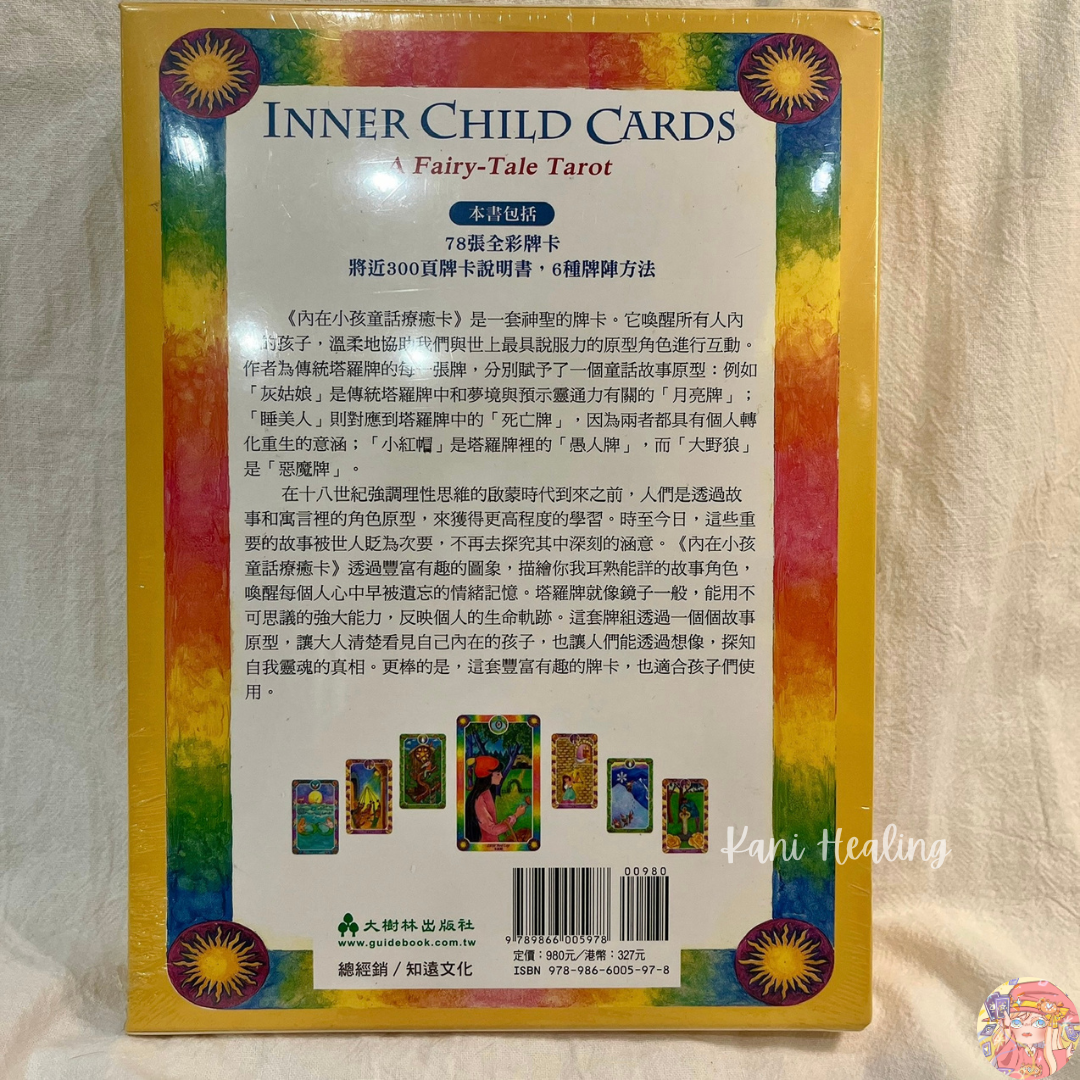 INNER CHILD CARDS
A Fairy-Tale Tarot
本書包括
78張全彩牌卡
將近300頁牌卡說明書，6種牌陣方法
《內在小孩童話療癒卡》是一套神聖的牌卡。它喚醒所有人內
的孩子，溫柔地協助我們與世上最具說服力的原型角色進行互動。
作者為傳統塔羅牌的每一張牌，分別賦予了一個童話故事原型：例如
「灰姑娘」是傳統塔羅牌中和夢境與預示靈通力有關的「月亮牌」；
「睡美人」則對應到塔羅牌中的「死亡牌」，因為兩者都具有個人轉
化重生的意涵；「小紅帽」是塔羅牌裡的「愚人牌」，而「大野狼」
是「惡魔牌」。
在十八世紀強調理性思維的啟蒙時代到來之前，人們是透過故
事和寓言裡的角色原型，來獲得更高程度的學習。時至今日，這些重
要的故事被世人貶為次要，不再去探究其中深刻的涵意。《內在小孩
童話療癒卡》透過豐富有趣的圖象，描繪你我耳熟能詳的故事角色，
喚醒每個人心中早被遺忘的情緒記憶。塔羅牌就像鏡子一般，能用不
可思議的強大能力，反映個人的生命軌跡。這套牌組透過一個個故事
原型，讓大人清楚看見自己內在的孩子，也讓人們能透過想像，探知
自我靈魂的真相。更棒的是，這套豐富有趣的牌卡，也適合孩子們使
用。
Kani Healing
00980
大樹林出版社
www.guidebook.com.tw
9 789866 005978
定價：980元／港幣：327元
總經銷／知遠文化
ISBN 978-986-6005-97-8